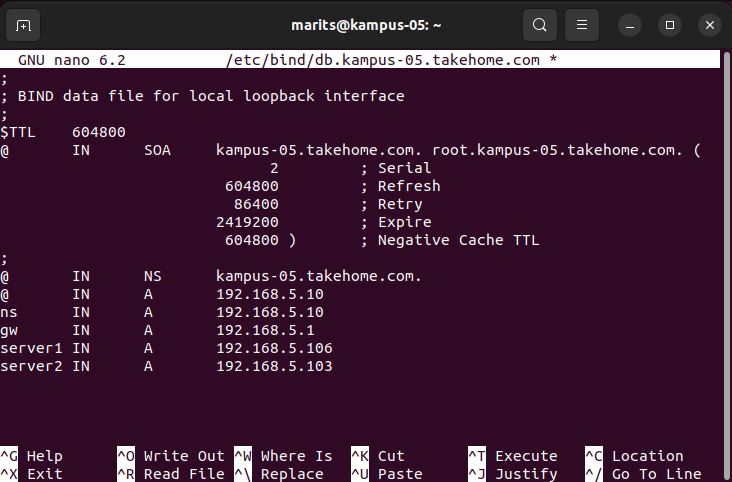 marits@kampus-05: ~
GNU nano 6.2 /etc/bind/db.kampus-05.takehome.com *
;
; BIND data file for local loopback interface
;
$TTL 604800
@ IN SOA kampus-05.takehome.com. root.kampus-05.takehome.com. (
2 ; Serial
604800 ; Refresh
86400 ; Retry
2419200 ; Expire
604800 ) ; Negative Cache TTL
;
@ IN NS kampus-05.takehome.com.
@ IN A 192.168.5.10
ns IN A 192.168.5.10
gw IN A 192.168.5.1
server1 IN A 192.168.5.106
server2 IN A 192.168.5.103
^G Help ^O Write Out ^W Where Is ^K Cut ^T Execute ^C Location
^X Exit ^R Read File ^\ Replace ^U Paste ^J Justify ^/ Go To Line